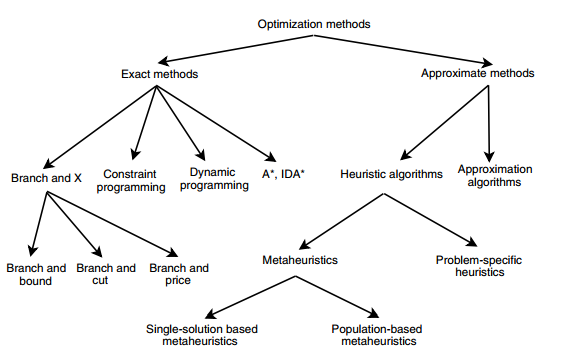 Optimization methods
Exact methods
Approximate methods
Branch and X
Constraint
programming
Dynamic
programming
A*, IDA*
Heuristic algorithms
Approximation
algorithms
Branch and
bound
Branch and
cut
Branch and
price
Metaheuristics
Problem-specific
heuristics
Single-solution based
metaheuristics
Population-based
metaheuristics